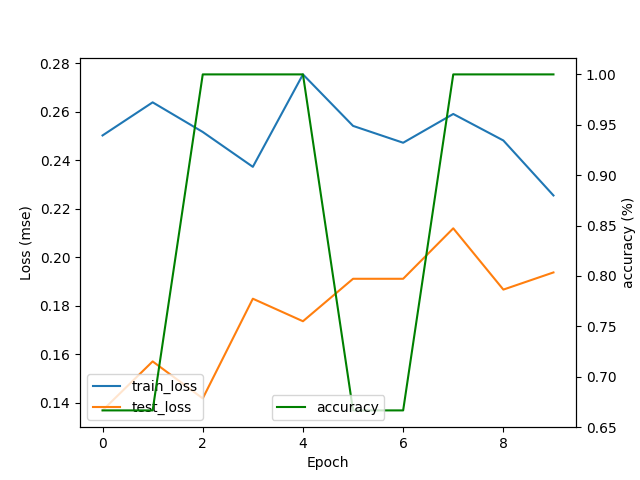 0.28
0.26
0.24
0.22
0.20
0.18
0.16
0.14
Loss (mse)
1.00
0.95
0.90
0.85
0.80
0.75
0.70
0.65
accuracy (%)
train_loss
test_loss
accuracy
0 2 4 6 8
Epoch